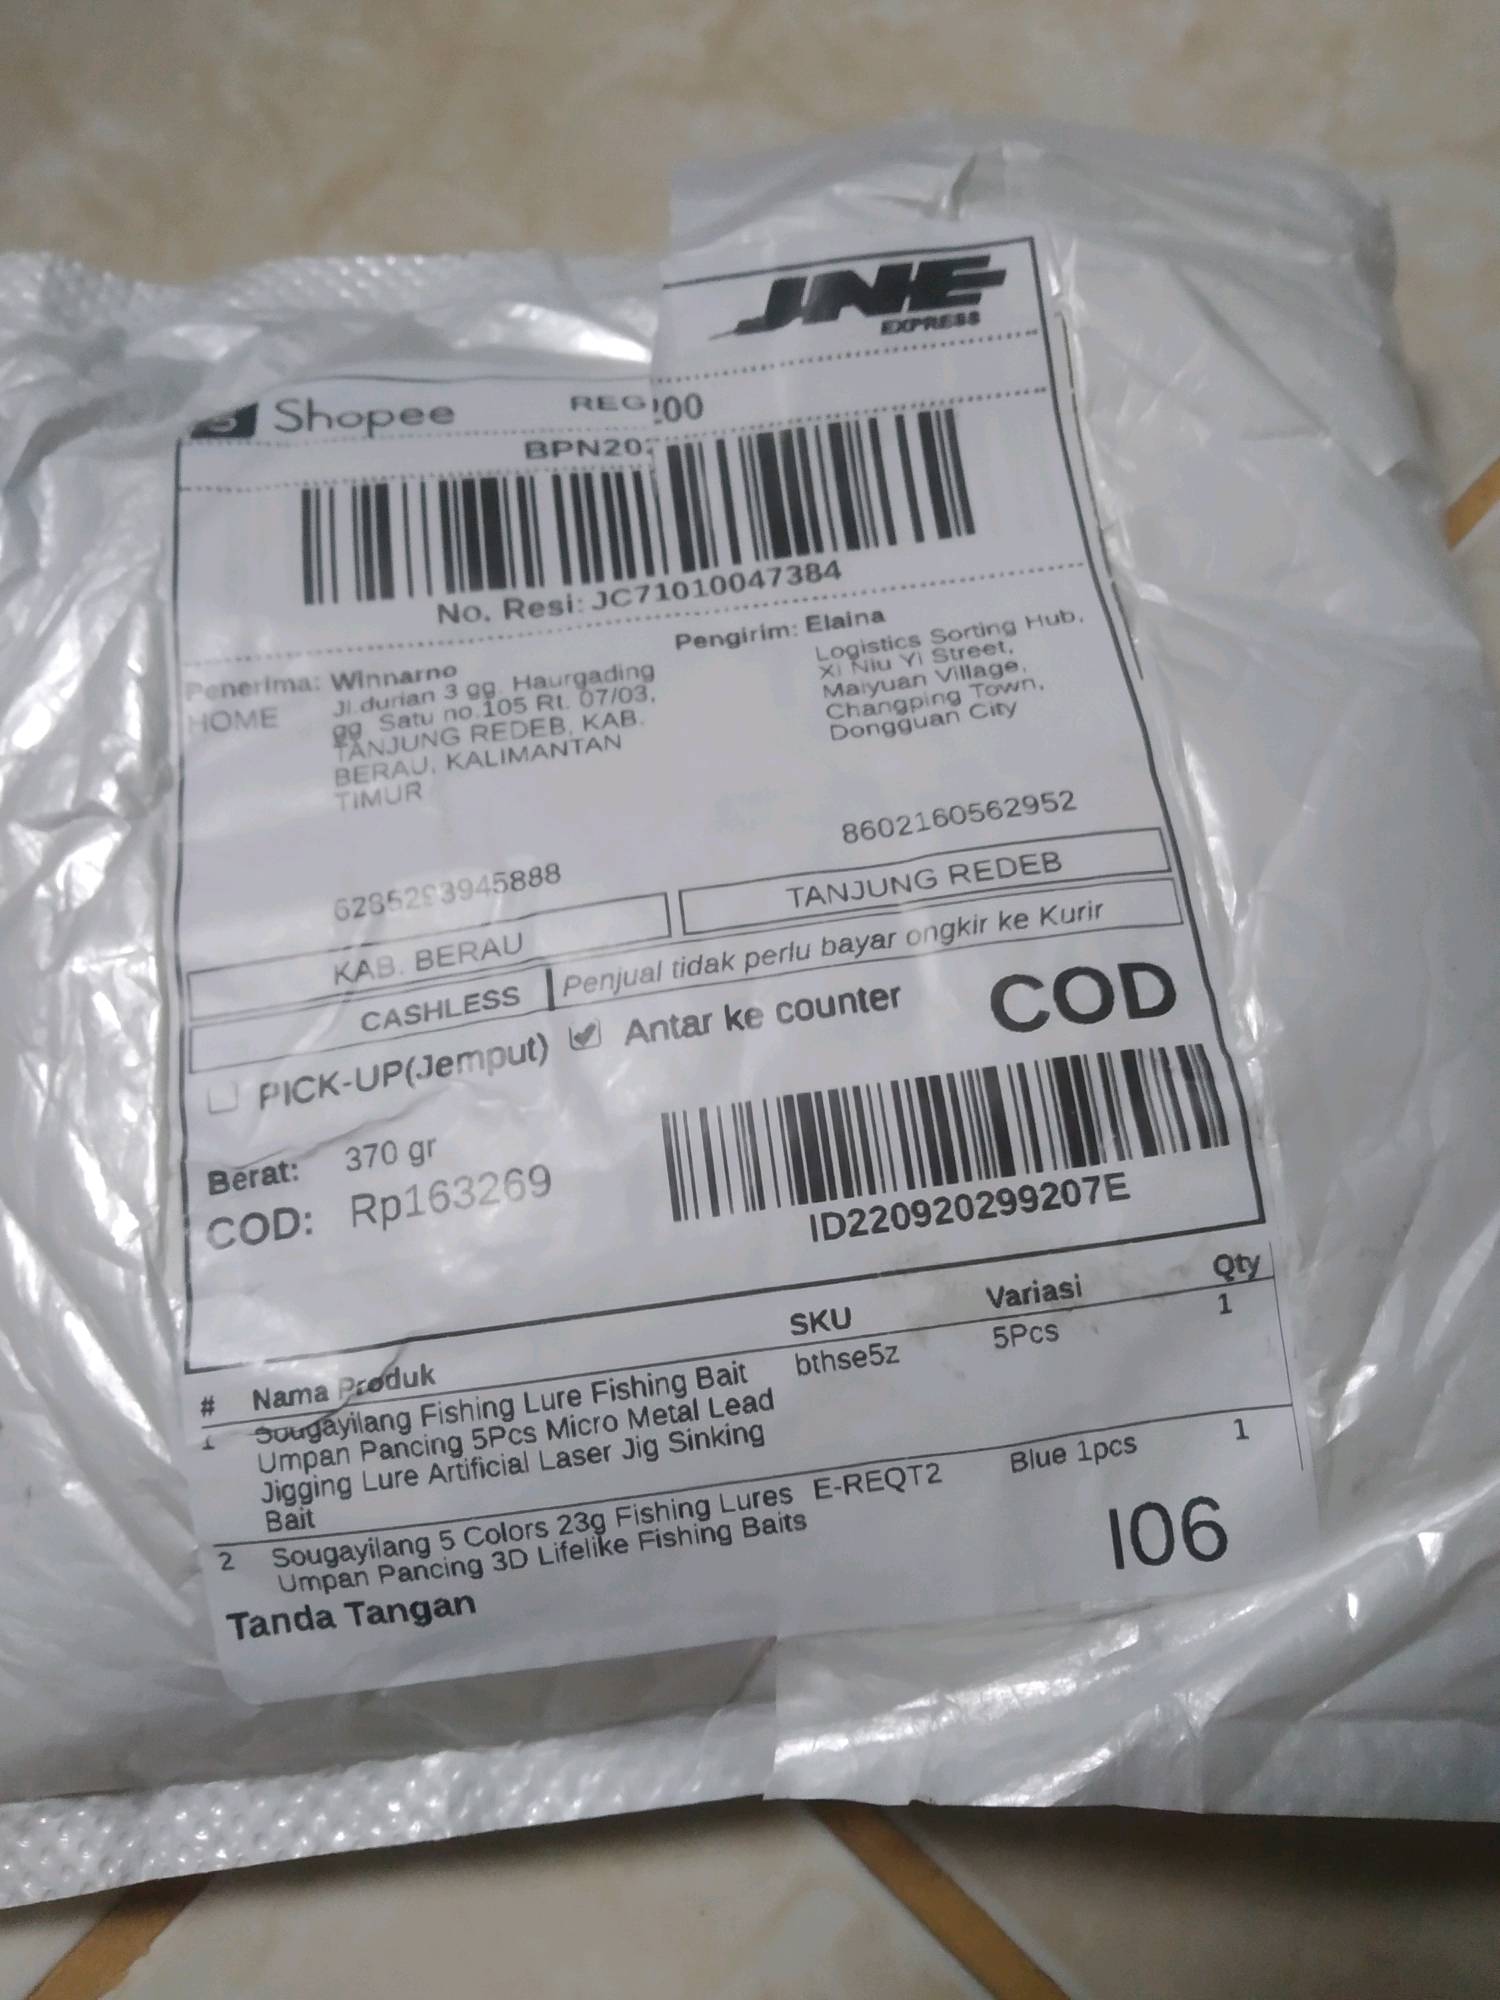 JNE
EXPRESS
Shopee
REG
BPN20
00
No. Resi: JC71010047384
Penerima: Winnarno
HOME
Jl.durian 3 gg. Haurgading
gg. Satu no.105 Rt. 07/03,
TANJUNG REDEB, KAB.
BERAU, KALIMANTAN
TIMUR
Pengirim: Elaina
Logistics Sorting Hub,
Xi Niu Yi Street,
Maiyuan Village,
Changping Town,
Dongguan City
8602160562952
KAB. BERAU
TANJUNG REDEB
CASHLESS
Penjual tidak perlu bayar ongkir ke Kurir
PICK-UP(Jemput)
Antar ke counter
COD
Berat: 370 gr
COD: Rp163269
ID220920299207E
# Nama Produk SKU Variasi Qty
1 Sougayilang Fishing Lure Fishing Bait bthse5z 5Pcs 1
Umpan Pancing 5Pcs Micro Metal Lead
Jigging Lure Artificial Laser Jig Sinking
Bait
2 Sougayilang 5 Colors 23g Fishing Lures E-REQT2 Blue 1pcs 1
Umpan Pancing 3D Lifelike Fishing Baits
Tanda Tangan
I06